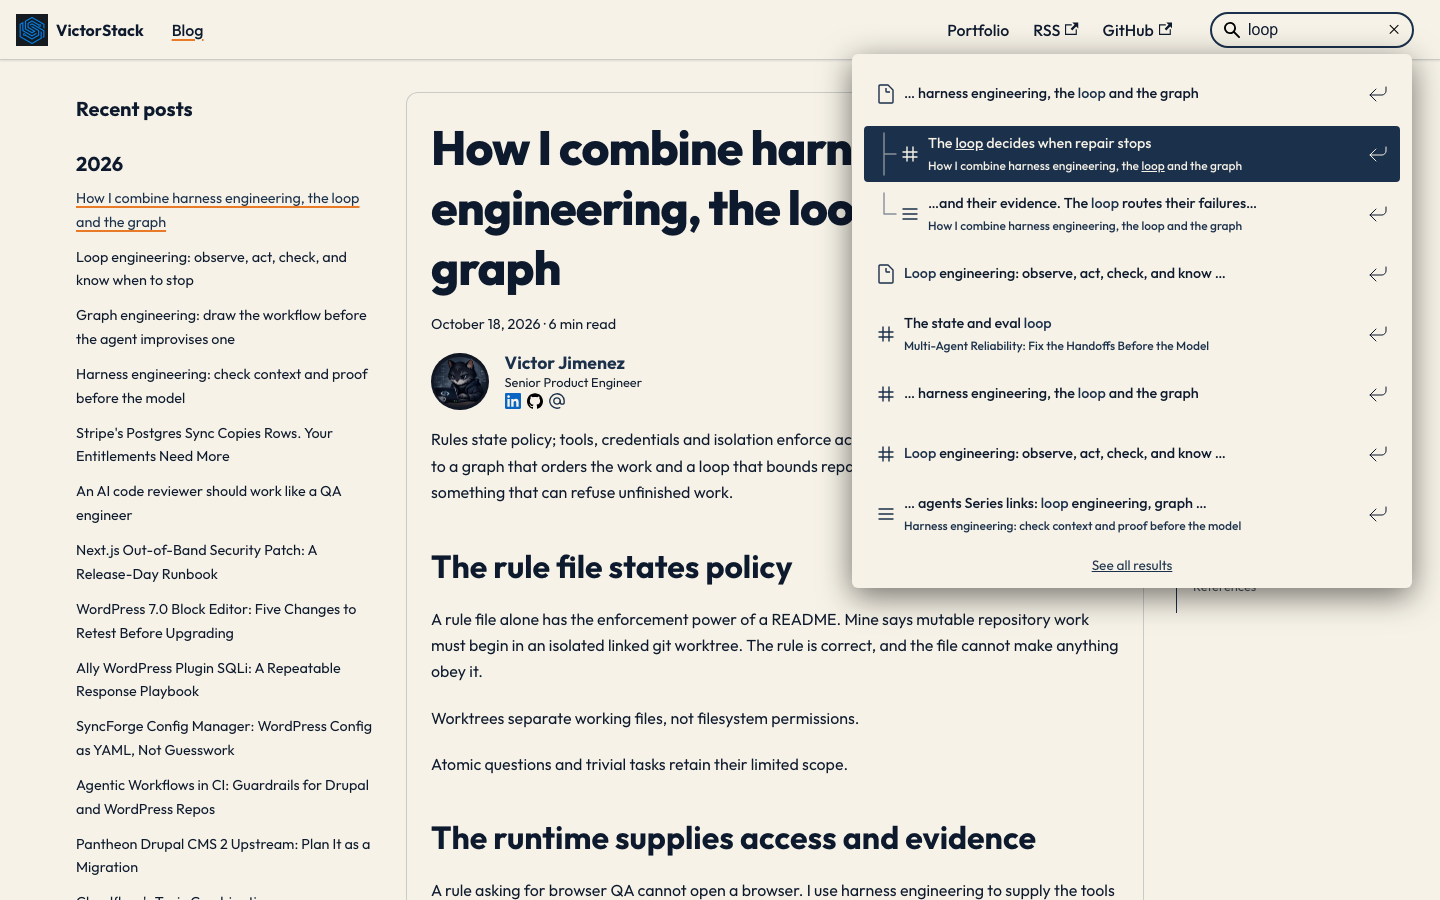 VictorStack
Blog
Portfolio
RSS
GitHub
loop
Recent posts
2026
How I combine harness engineering, the loop
and the graph
Loop engineering: observe, act, check, and
know when to stop
Graph engineering: draw the workflow before
the agent improvises one
Harness engineering: check context and proof
before the model
Stripe's Postgres Sync Copies Rows. Your
Entitlements Need More
An AI code reviewer should work like a QA
engineer
Next.js Out-of-Band Security Patch: A
Release-Day Runbook
WordPress 7.0 Block Editor: Five Changes to
Retest Before Upgrading
Ally WordPress Plugin SQLi: A Repeatable
Response Playbook
SyncForge Config Manager: WordPress Config
as YAML, Not Guesswork
Agentic Workflows in CI: Guardrails for Drupal
and WordPress Repos
Pantheon Drupal CMS 2 Upstream: Plan It as a
Migration
How I combine harn
engineering, the loo
graph
October 18, 2026 · 6 min read
Victor Jimenez
Senior Product Engineer
Rules state policy; tools, credentials and isolation enforce ac
to a graph that orders the work and a loop that bounds repa
something that can refuse unfinished work.
The rule file states policy
A rule file alone has the enforcement power of a README. Mine says mutable repository work
must begin in an isolated linked git worktree. The rule is correct, and the file cannot make anything
obey it.
Worktrees separate working files, not filesystem permissions.
Atomic questions and trivial tasks retain their limited scope.
The runtime supplies access and evidence
A rule asking for browser QA cannot open a browser. I use harness engineering to supply the tools
... harness engineering, the loop and the graph
The loop decides when repair stops
How I combine harness engineering, the loop and the graph
...and their evidence. The loop routes their failures...
How I combine harness engineering, the loop and the graph
Loop engineering: observe, act, check, and know ...
The state and eval loop
Multi-Agent Reliability: Fix the Handoffs Before the Model
... harness engineering, the loop and the graph
Loop engineering: observe, act, check, and know ...
... agents Series links: loop engineering, graph ...
Harness engineering: check context and proof before the model
See all results
References